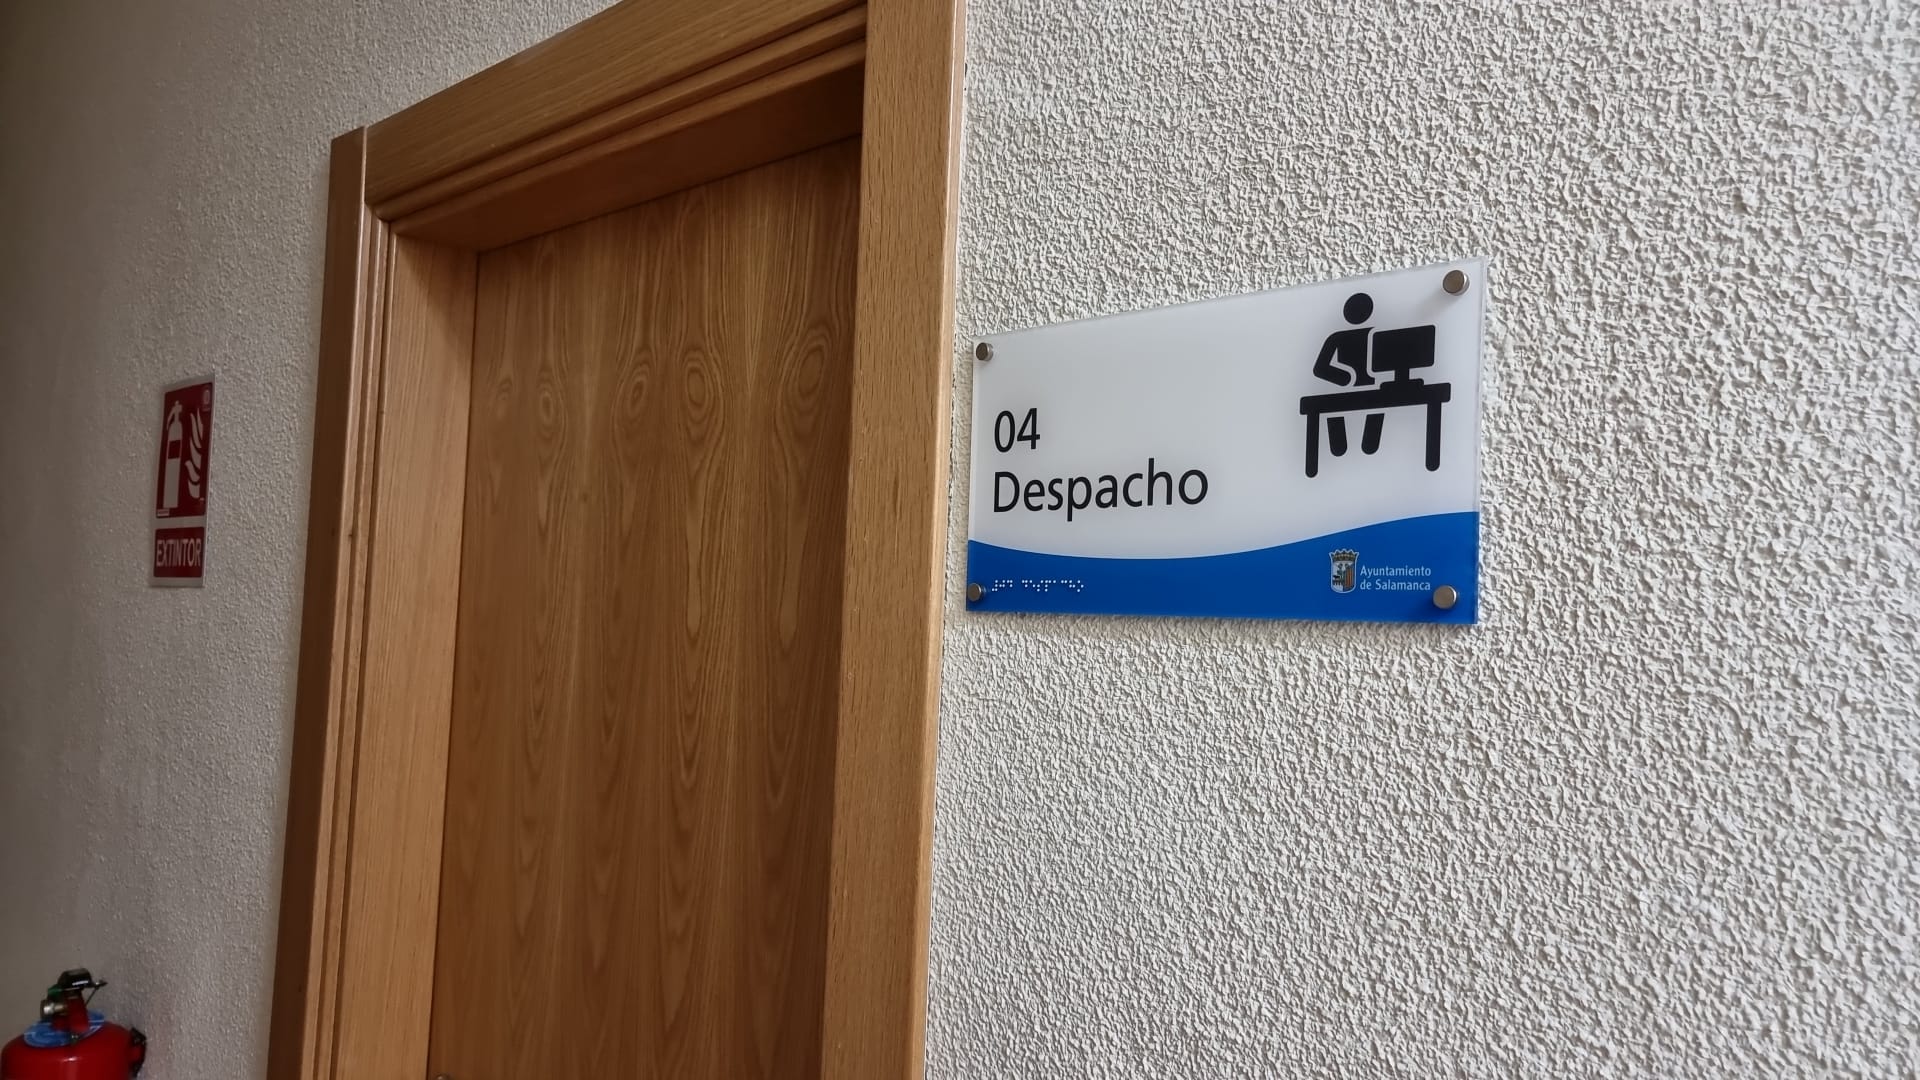 EXTINTOR
04
Despacho
⠼⠚⠙ ⠙⠑⠎⠏⠁⠉⠓⠕
Ayuntamiento
de Salamanca